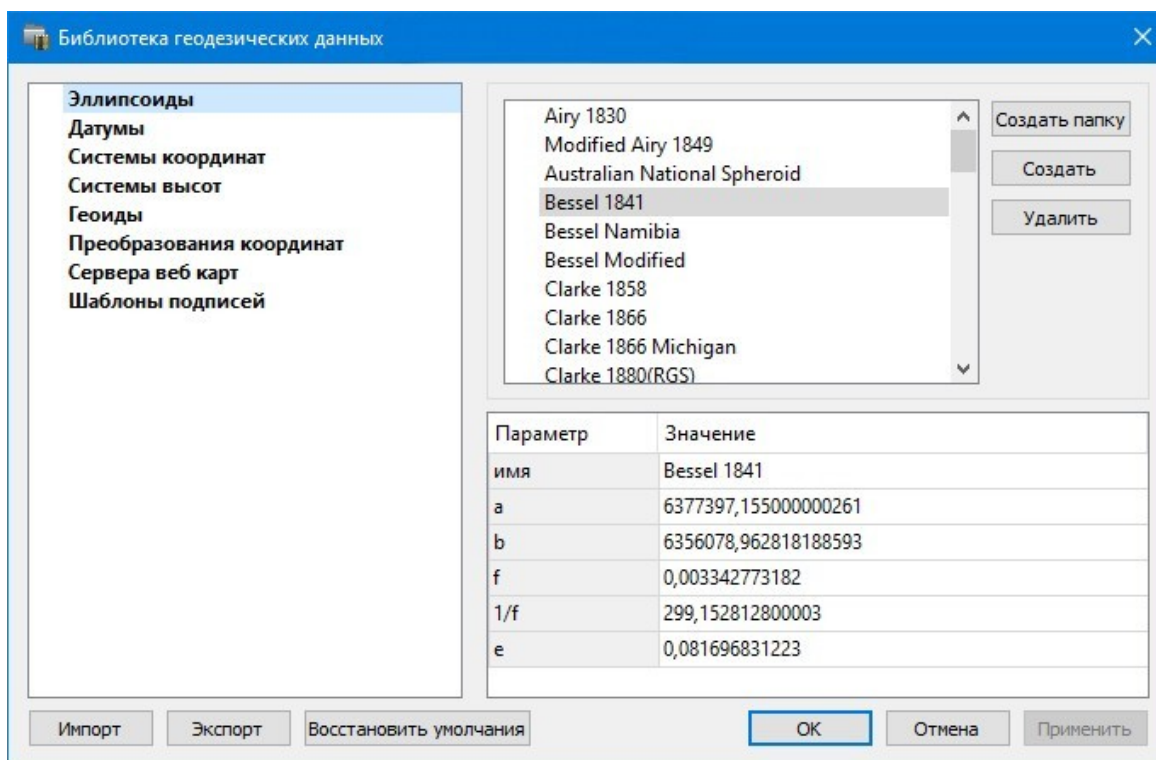 Библиотека геодезических данных
Эллипсоиды
Датумы
Системы координат
Системы высот
Геоиды
Преобразования координат
Сервера веб карт
Шаблоны подписей
Airy 1830
Modified Airy 1849
Australian National Spheroid
Bessel 1841
Bessel Namibia
Bessel Modified
Clarke 1858
Clarke 1866
Clarke 1866 Michigan
Clarke 1880(RGS)
Создать папку
Создать
Удалить
Параметр Значение
имя Bessel 1841
a 6377397,155000000261
b 6356078,962818188593
f 0,003342773182
1/f 299,152812800003
e 0,081696831223
Импорт Экспорт Восстановить умолчания OK Отмена Применить